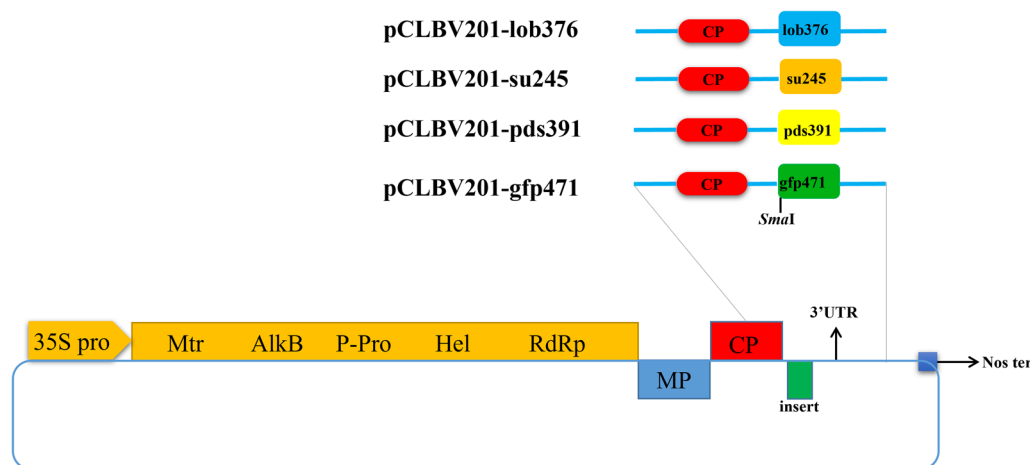 pCLBV201-lob376 CP lob376
pCLBV201-su245 CP su245
pCLBV201-pds391 CP pds391
pCLBV201-gfp471 CP gfp471
SmaI
3'UTR
35S pro Mtr AlkB P-Pro Hel RdRp CP
Nos ter
MP
insert